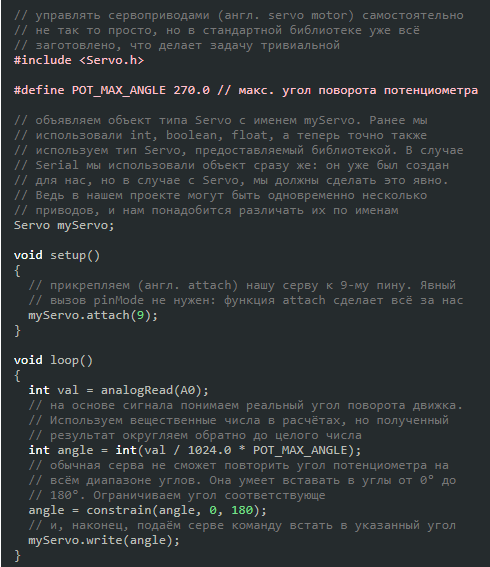 // управлять сервоприводами (англ. servo motor) самостоятельно
// не так то просто, но в стандартной библиотеке уже всё
// заготовлено, что делает задачу тривиальной
#include <Servo.h>
#define POT_MAX_ANGLE 270.0 // макс. угол поворота потенциометра
// объявляем объект типа Servo с именем myServo. Ранее мы
// использовали int, boolean, float, а теперь точно также
// используем тип Servo, предоставляемый библиотекой. В случае
// Serial мы использовали объект сразу же: он уже был создан
// для нас, но в случае с Servo, мы должны сделать это явно.
// Ведь в нашем проекте могут быть одновременно несколько
// приводов, и нам понадобится различать их по именам
Servo myServo;
void setup()
{
// прикрепляем (англ. attach) нашу серву к 9-му пину. Явный
// вызов pinMode не нужен: функция attach сделает всё за нас
myServo.attach(9);
}
void loop()
{
int val = analogRead(A0);
// на основе сигнала понимаем реальный угол поворота движка.
// Используем вещественные числа в расчётах, но полученный
// результат округляем обратно до целого числа
int angle = int(val / 1024.0 * POT_MAX_ANGLE);
// обычная серва не сможет повторить угол потенциометра на
// всём диапазоне углов. Она умеет вставать в углы от 0° до
// 180°. Ограничиваем угол соответствующе
angle = constrain(angle, 0, 180);
// и, наконец, подаём серве команду встать в указанный угол
myServo.write(angle);
}